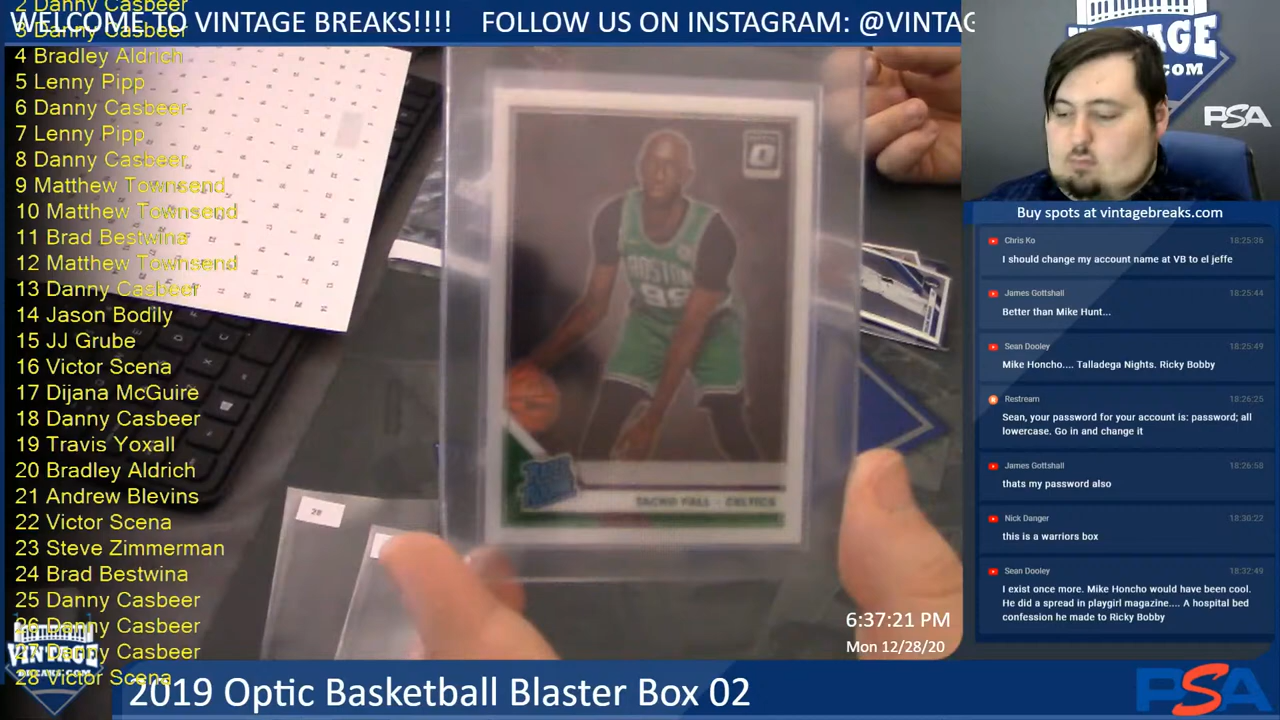 WELCOME TO VINTAGE BREAKS!!!!    FOLLOW US ON INSTAGRAM: @VINTAG
2 Danny Casbeer
3 Danny Casbeer
4 Bradley Aldrich
5 Lenny Pipp
6 Danny Casbeer
7 Lenny Pipp
8 Danny Casbeer
9 Matthew Townsend
10 Matthew Townsend
11 Brad Bestwina
12 Matthew Townsend
13 Danny Casbeer
14 Jason Bodily
15 JJ Grube
16 Victor Scena
17 Dijana McGuire
18 Danny Casbeer
19 Travis Yoxall
20 Bradley Aldrich
21 Andrew Blevins
22 Victor Scena
23 Steve Zimmerman
24 Brad Bestwina
25 Danny Casbeer
26 Danny Casbeer
27 Danny Casbeer
28 Victor Scena
BOSTON
99
TACKO FALL - CELTICS
28
PSA
Buy spots at vintagebreaks.com
Chris Ko 18:25:36
I should change my account name at VB to el jeffe
James Gottshall 18:25:44
Better than Mike Hunt...
Sean Dooley 18:25:49
Mike Honcho.... Talladega Nights. Ricky Bobby
Restream 18:26:25
Sean, your password for your account is: password; all
lowercase. Go in and change it
James Gottshall 18:26:58
thats my password also
Nick Danger 18:30:22
this is a warriors box
Sean Dooley 18:32:49
I exist once more. Mike Honcho would have been cool.
He did a spread in playgirl magazine.... A hospital bed
confession he made to Ricky Bobby
6:37:21 PM
Mon 12/28/20
VINTAGE
BREAKS.COM
2019 Optic Basketball Blaster Box 02
PSA